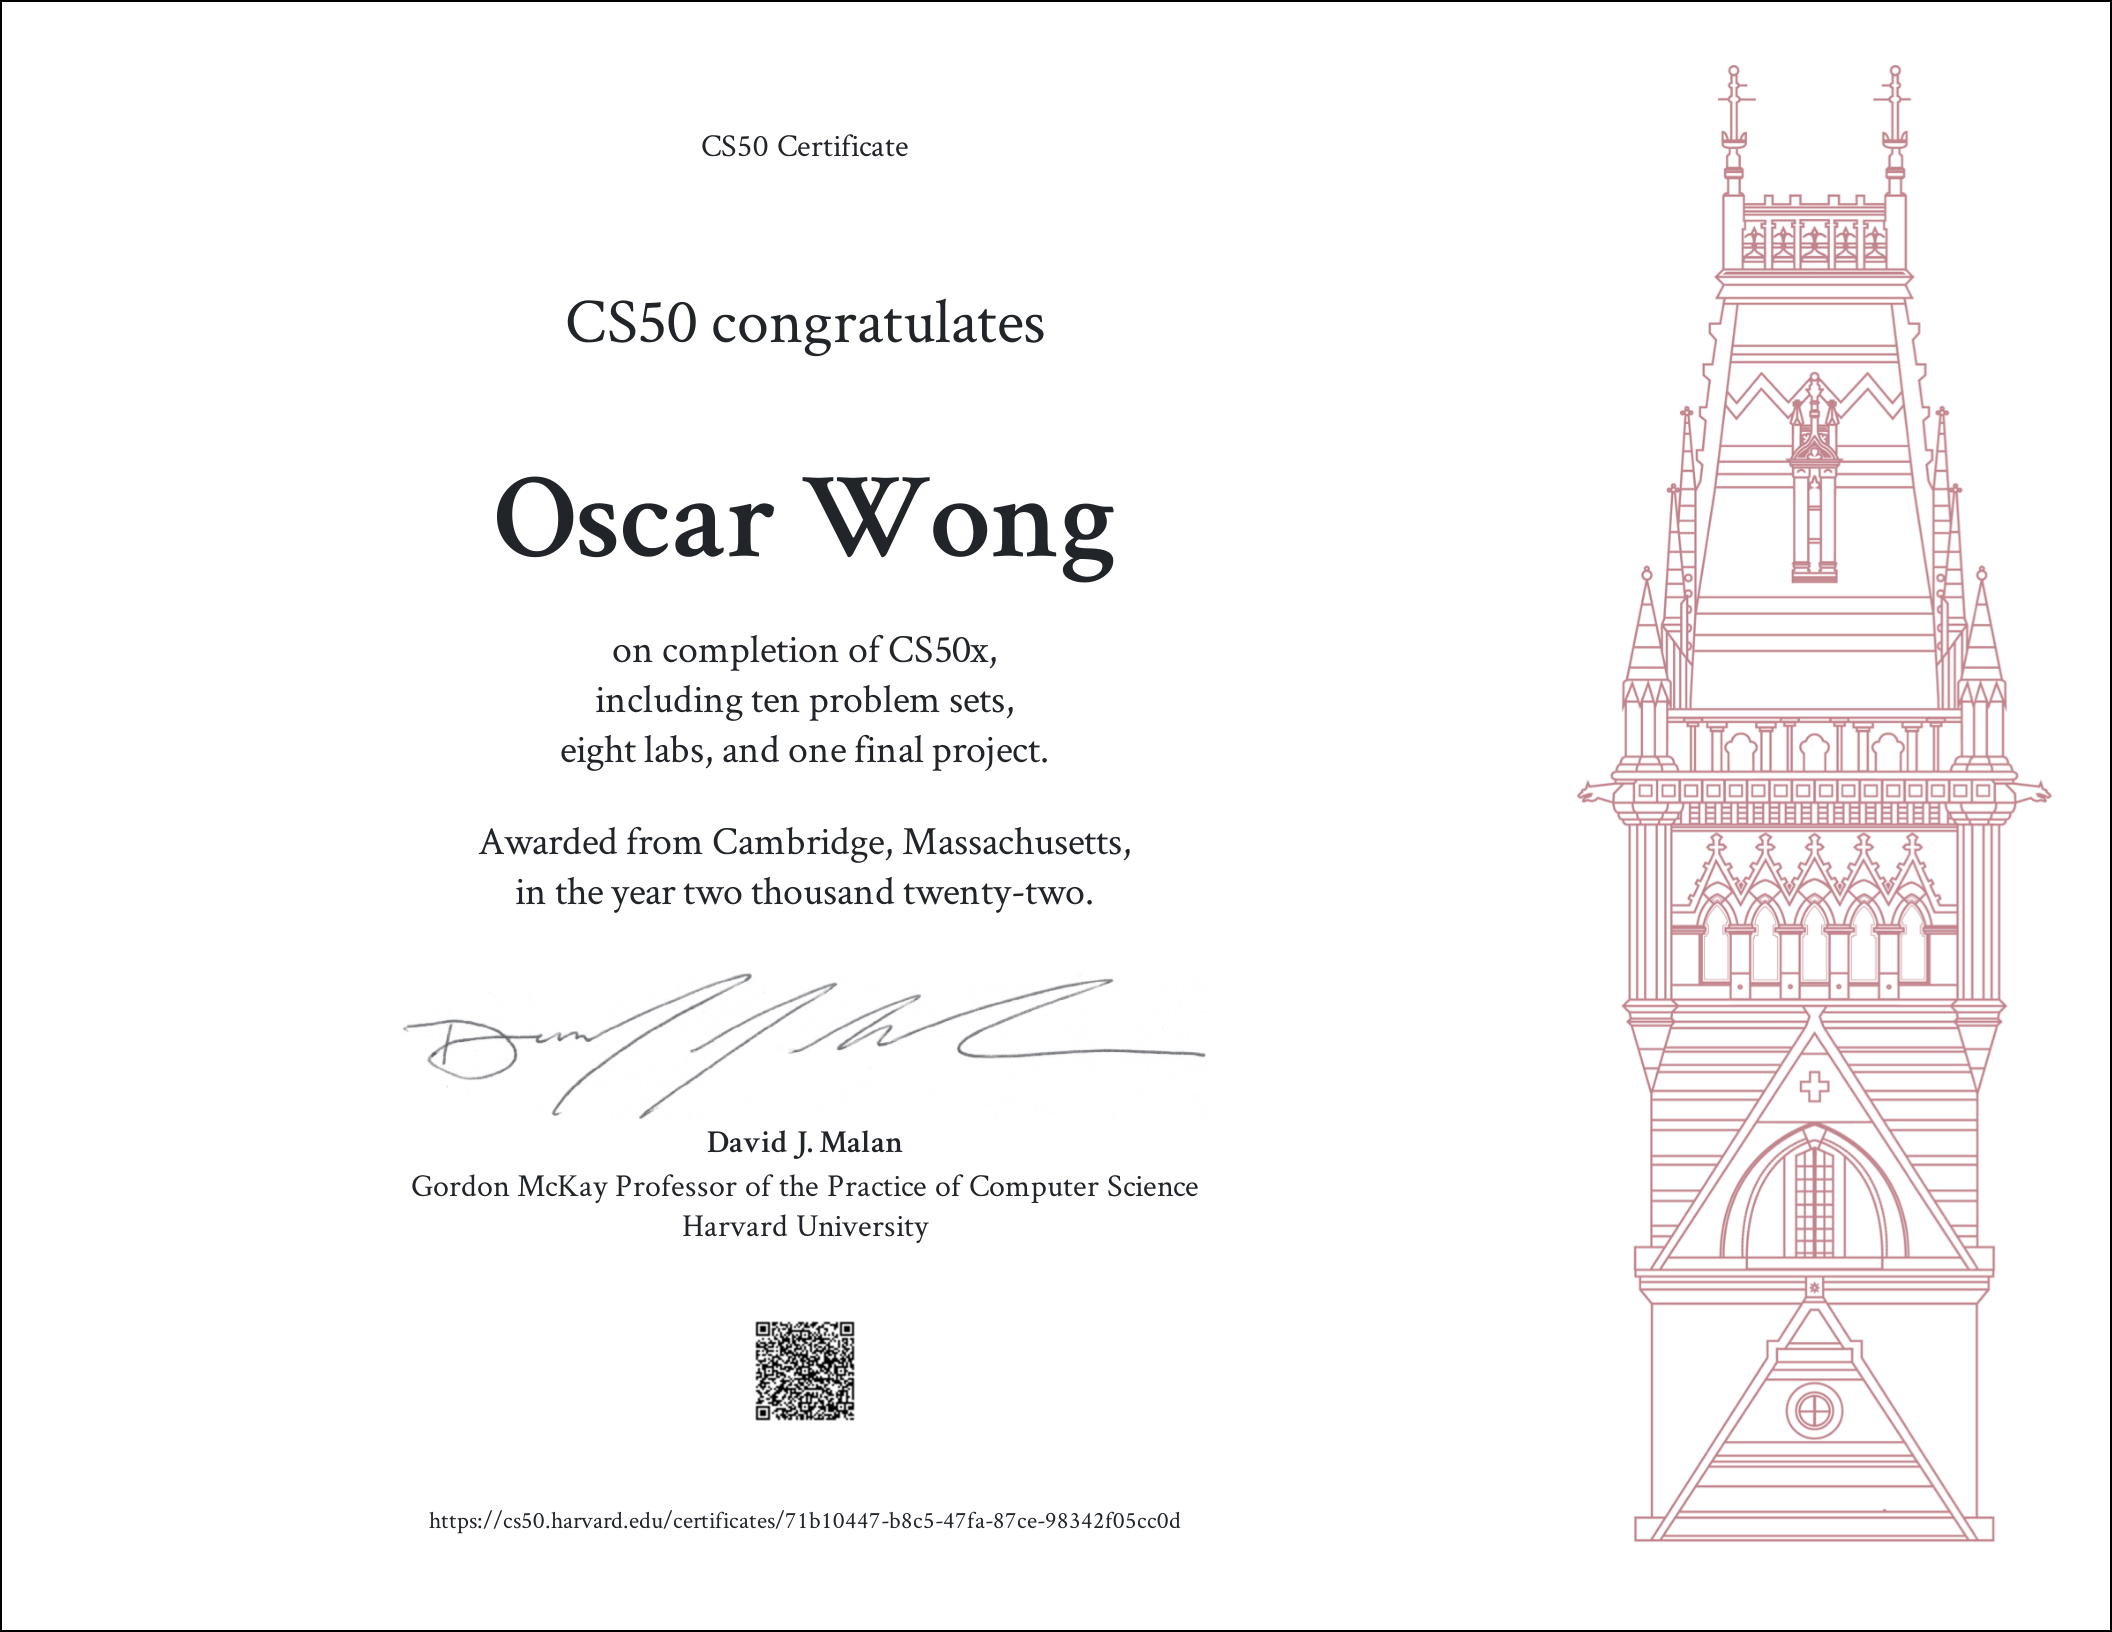 CS50 Certificate
CS50 congratulates
Oscar Wong
on completion of CS50x,
including ten problem sets,
eight labs, and one final project.
Awarded from Cambridge, Massachusetts,
in the year two thousand twenty-two.
David J. Malan
Gordon McKay Professor of the Practice of Computer Science
Harvard University
https://cs50.harvard.edu/certificates/71b10447-b8c5-47fa-87ce-98342f05cc0d